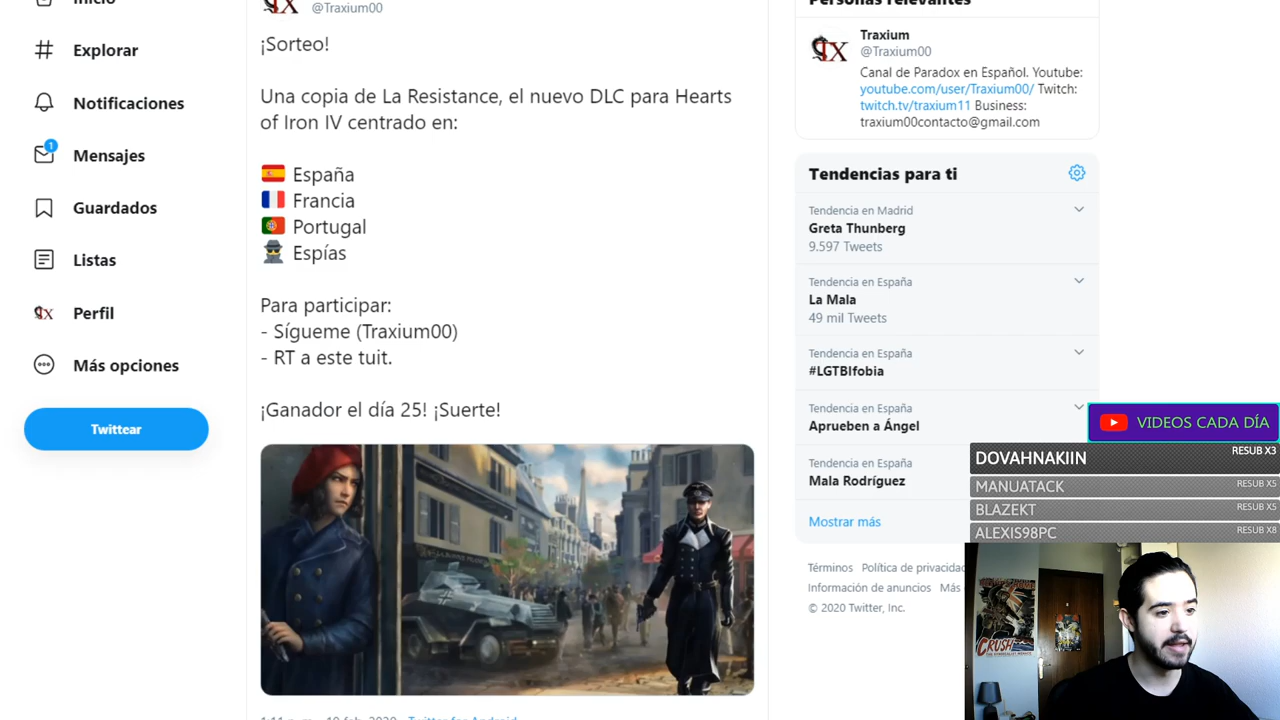 Inicio
Explorar
Notificaciones
1
Mensajes
Guardados
Listas
Perfil
Más opciones
Twittear
@Traxium00
¡Sorteo!
Una copia de La Resistance, el nuevo DLC para Hearts
of Iron IV centrado en:
España
Francia
Portugal
Espías
Para participar:
- Sígueme (Traxium00)
- RT a este tuit.
¡Ganador el día 25! ¡Suerte!
Twitter for Android
Personas relevantes
Traxium
@Traxium00
Canal de Paradox en Español. Youtube:
youtube.com/user/Traxium00/ Twitch:
twitch.tv/traxium11 Business:
traxium00contacto@gmail.com
Tendencias para ti
Tendencia en Madrid
Greta Thunberg
9.597 Tweets
Tendencia en España
La Mala
49 mil Tweets
Tendencia en España
#LGTBIfobia
Tendencia en España
Aprueben a Ángel
Tendencia en España
Mala Rodríguez
Mostrar más
Términos Política de privacidad
Información de anuncios Más
© 2020 Twitter, Inc.
VIDEOS CADA DÍA
DOVAHNAKIIN RESUB X3
MANUATACK RESUB X5
BLAZEKT RESUB X5
ALEXIS98PC RESUB X8
CRUSH